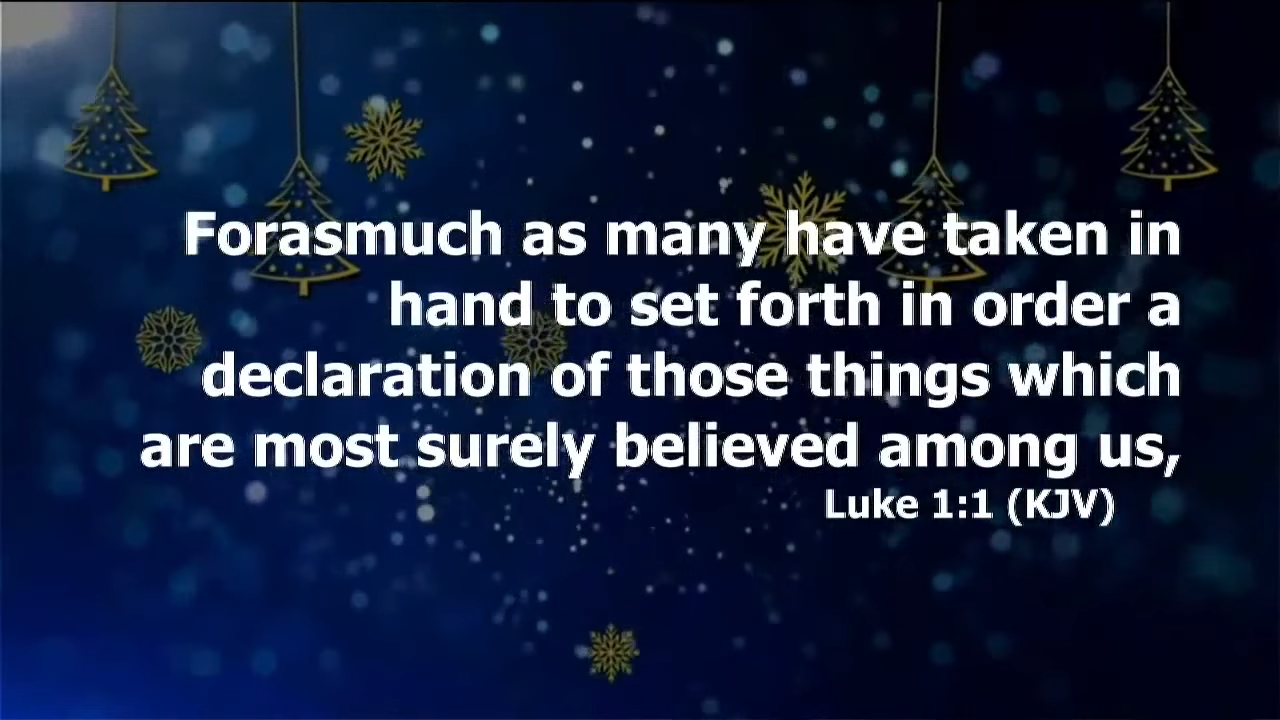 Forasmuch as many have taken in
hand to set forth in order a
declaration of those things which
are most surely believed among us,
Luke 1:1 (KJV)